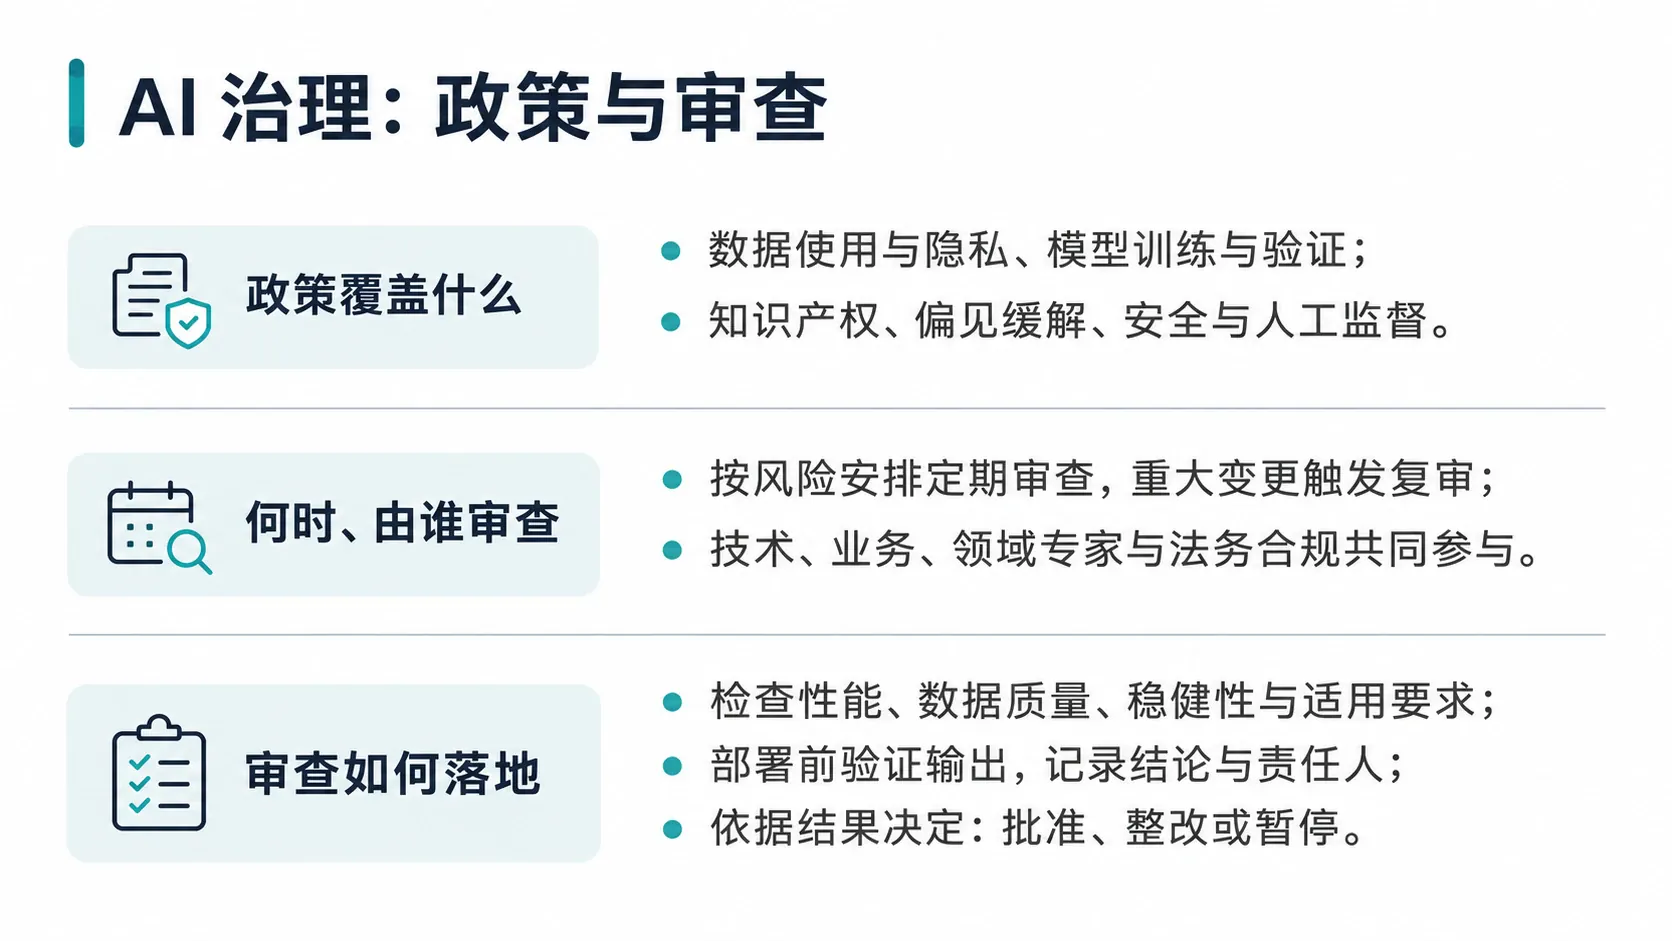 AI 治理：政策与审查
政策覆盖什么
数据使用与隐私、模型训练与验证；
知识产权、偏见缓解、安全与人工监督。
何时、由谁审查
按风险安排定期审查，重大变更触发复审；
技术、业务、领域专家与法务合规共同参与。
审查如何落地
检查性能、数据质量、稳健性与适用要求；
部署前验证输出，记录结论与责任人；
依据结果决定：批准、整改或暂停。